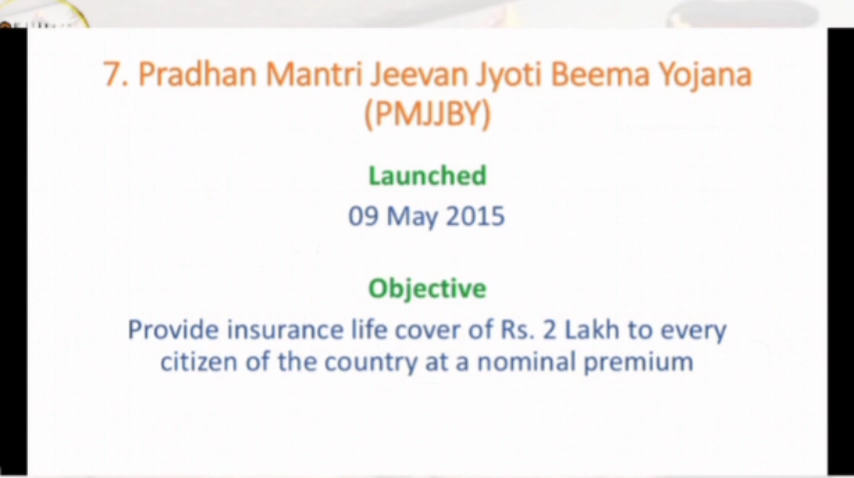 7. Pradhan Mantri Jeevan Jyoti Beema Yojana
(PMJJBY)
Launched
09 May 2015
Objective
Provide insurance life cover of Rs. 2 Lakh to every
citizen of the country at a nominal premium